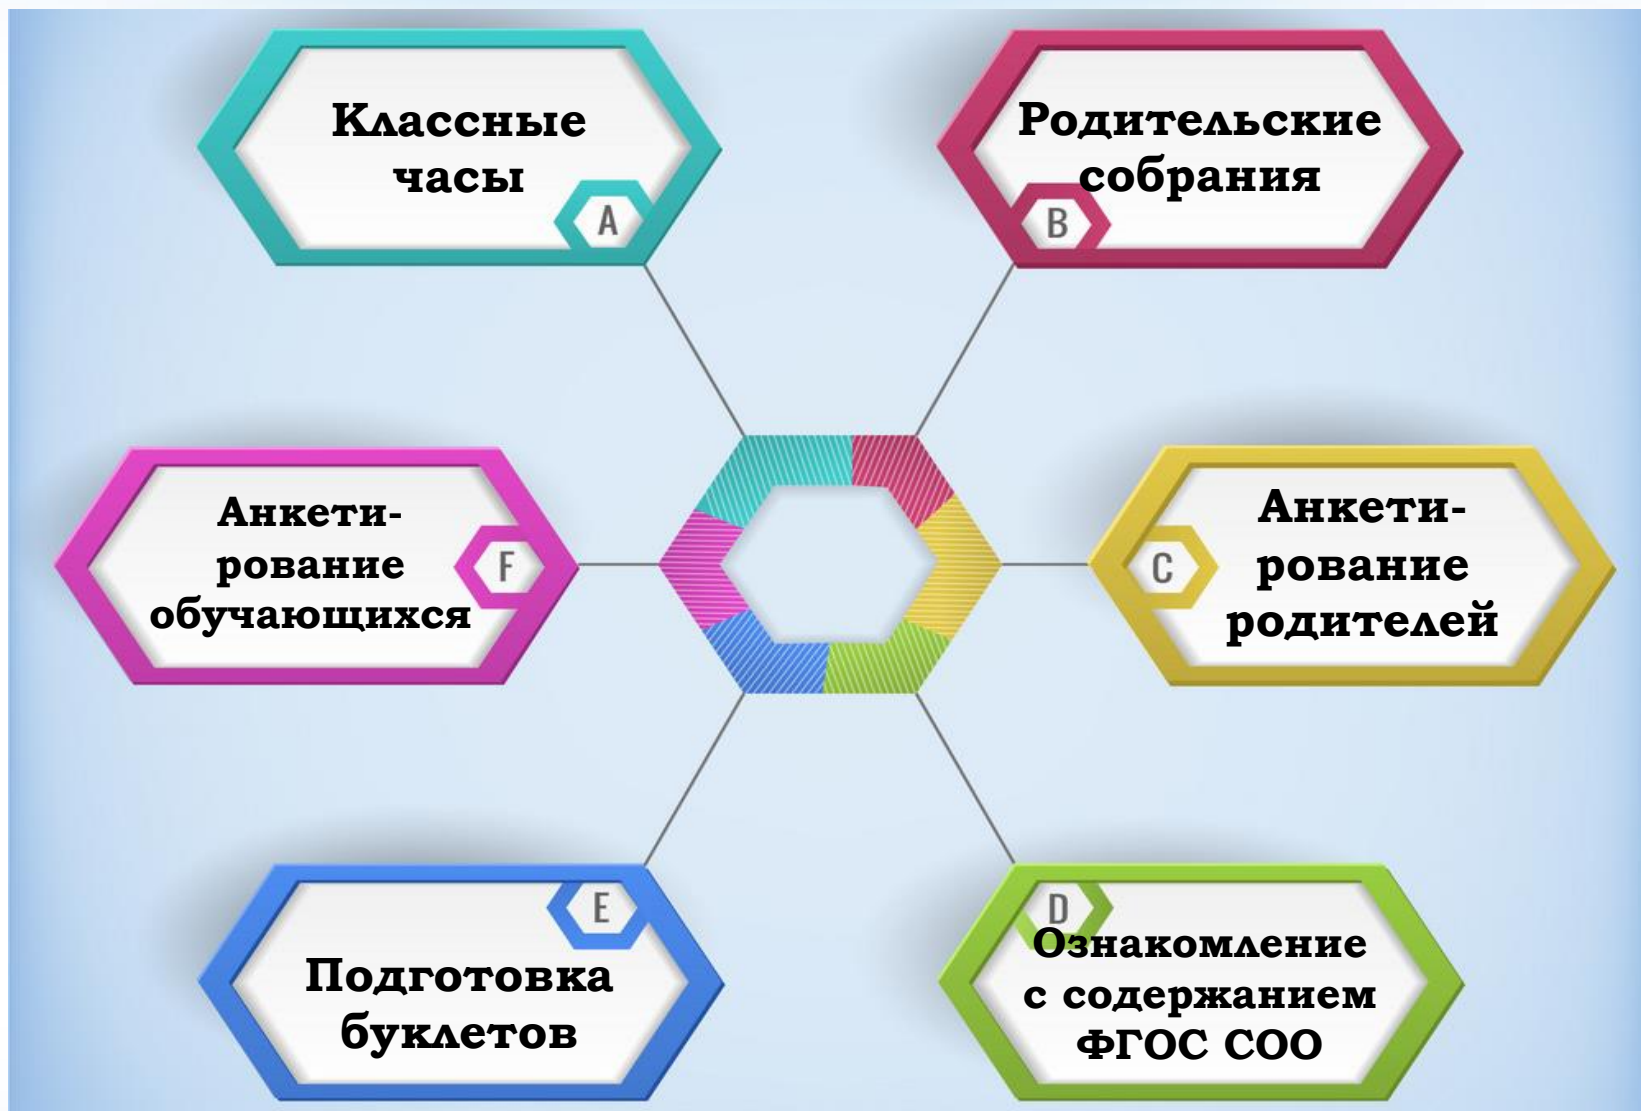 Классные
часы
A
Родительские
собрания
B
Анкети-
рование
обучающихся
F
Анкети-
рование
родителей
C
Подготовка
буклетов
E
Ознакомление
с содержанием
ФГОС СОО
D